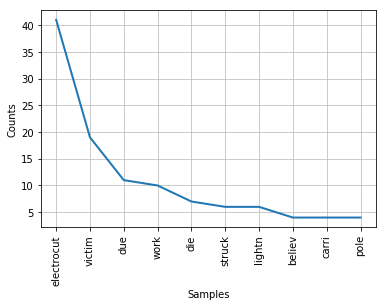 40
35
30
25
20
15
10
5
Counts
electrocut
victim
due
work
die
struck
lightn
believ
carri
pole
Samples